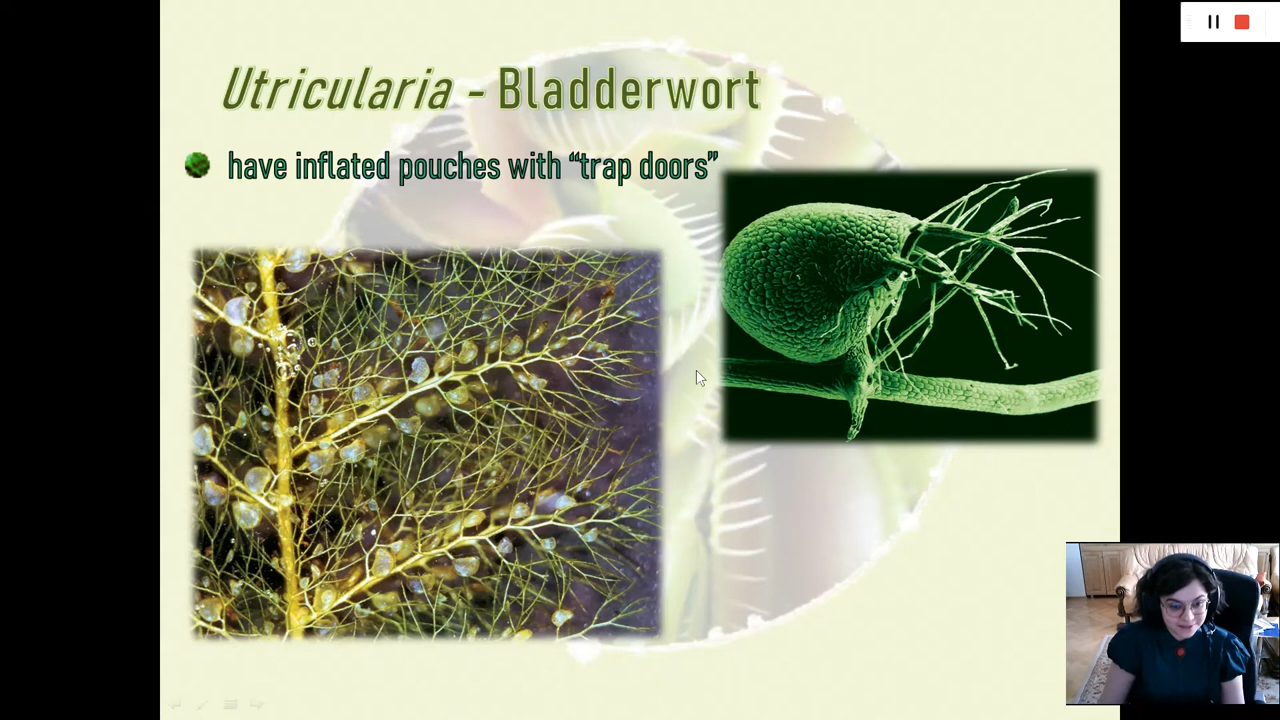 Utricularia - Bladderwort
have inflated pouches with “trap doors”